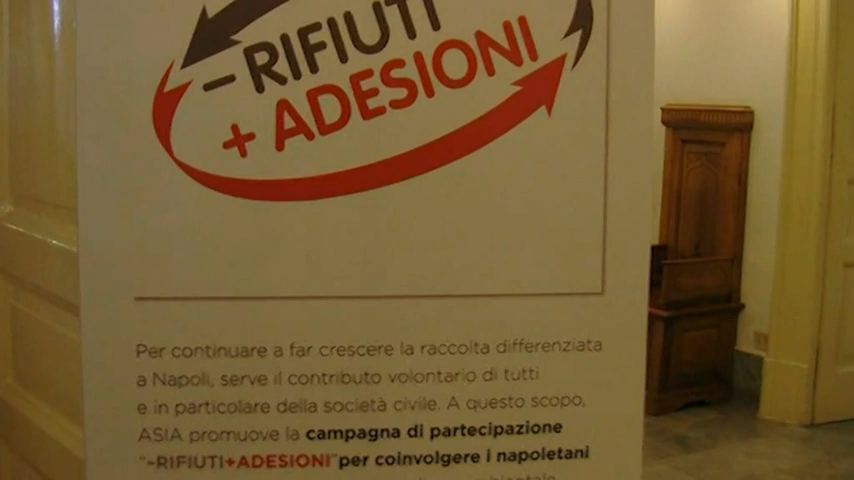 -RIFIUTI
+ADESIONI
Per continuare a far crescere la raccolta differenziata
a Napoli, serve il contributo volontario di tutti
e in particolare della società civile. A questo scopo,
ASIA promuove la campagna di partecipazione
"-RIFIUTI+ADESIONI" per coinvolgere i napoletani